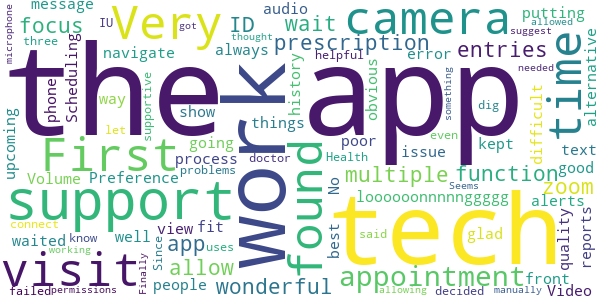 message
audio
IU
got
microphone
three
focus
Very
ID
wait
camera
putting
allowed
suggest
navigate
always
prescription
entries
time
alternative
thought
helpful
error
needed
Scheduling
phone
the app
work
history
obvious
something
dig
upcoming
way
supportive
show
things
poor
even
difficult
let
going
issue
kept
text
First
found
process
doctor
Health
multiple
function
good
Volume
Preference
problems
No
Seems
loooooonnnnnggggg
zoom
alerts
support
tech
connect
fit
best
said
glad
quality
reports
waited
know
well
Since
app
view
uses
working
visit
Finally
allow
appointment
front
people
wonderful
allowing
decided
manually
Video
failed
permissions